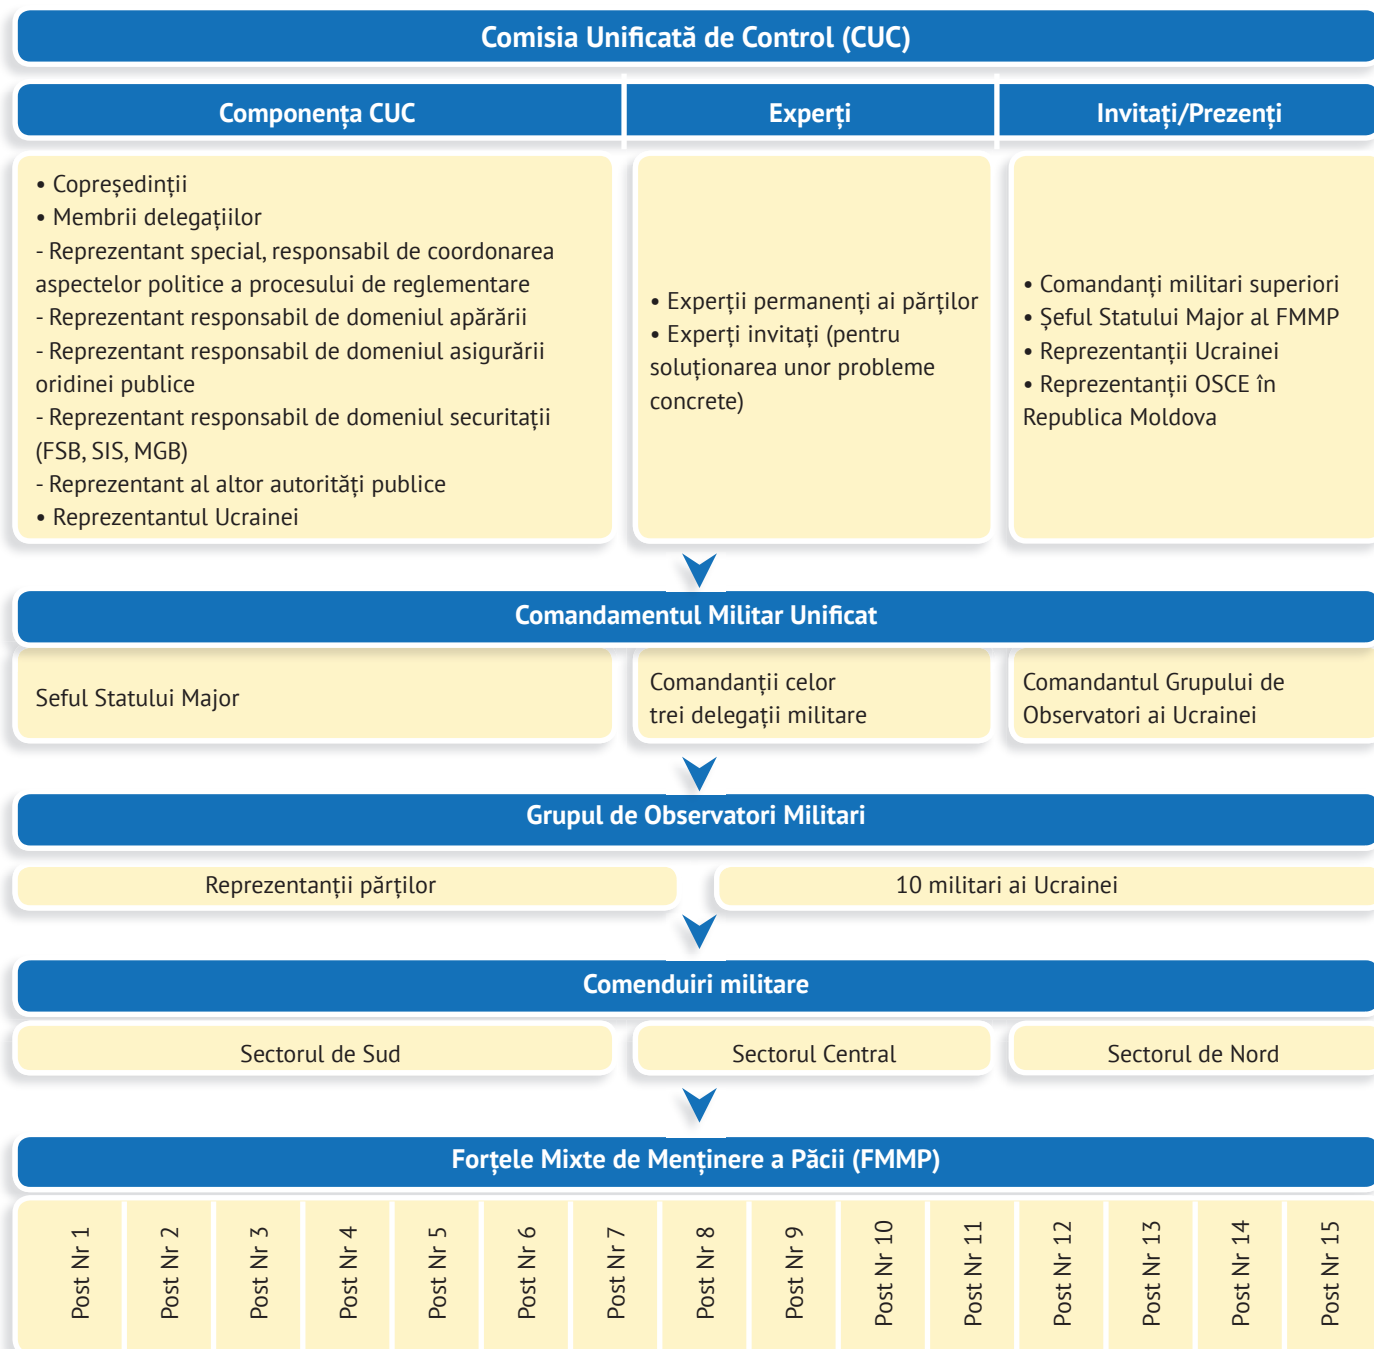 Comisia Unificată de Control (CUC)
Componența CUC
Experți
Invitați/Prezenți
• Copreședinții
• Membrii delegațiilor
- Reprezentant special, responsabil de coordonarea
aspectelor politice a procesului de reglementare
- Reprezentant responsabil de domeniul apărării
- Reprezentant responsabil de domeniul asigurării
oridinei publice
- Reprezentant responsabil de domeniul securitații
(FSB, SIS, MGB)
- Reprezentant al altor autorități publice
• Reprezentantul Ucrainei
• Experții permanenți ai părților
• Experți invitați (pentru
soluționarea unor probleme
concrete)
• Comandanți militari superiori
• Șeful Statului Major al FMMP
• Reprezentanții Ucrainei
• Reprezentanții OSCE în
Republica Moldova
Comandamentul Militar Unificat
Seful Statului Major
Comandanții celor
trei delegații militare
Comandantul Grupului de
Observatori ai Ucrainei
Grupul de Observatori Militari
Reprezentanții părților
10 militari ai Ucrainei
Comenduiri militare
Sectorul de Sud
Sectorul Central
Sectorul de Nord
Forțele Mixte de Menținere a Păcii (FMMP)
Post Nr 1
Post Nr 2
Post Nr 3
Post Nr 4
Post Nr 5
Post Nr 6
Post Nr 7
Post Nr 8
Post Nr 9
Post Nr 10
Post Nr 11
Post Nr 12
Post Nr 13
Post Nr 14
Post Nr 15